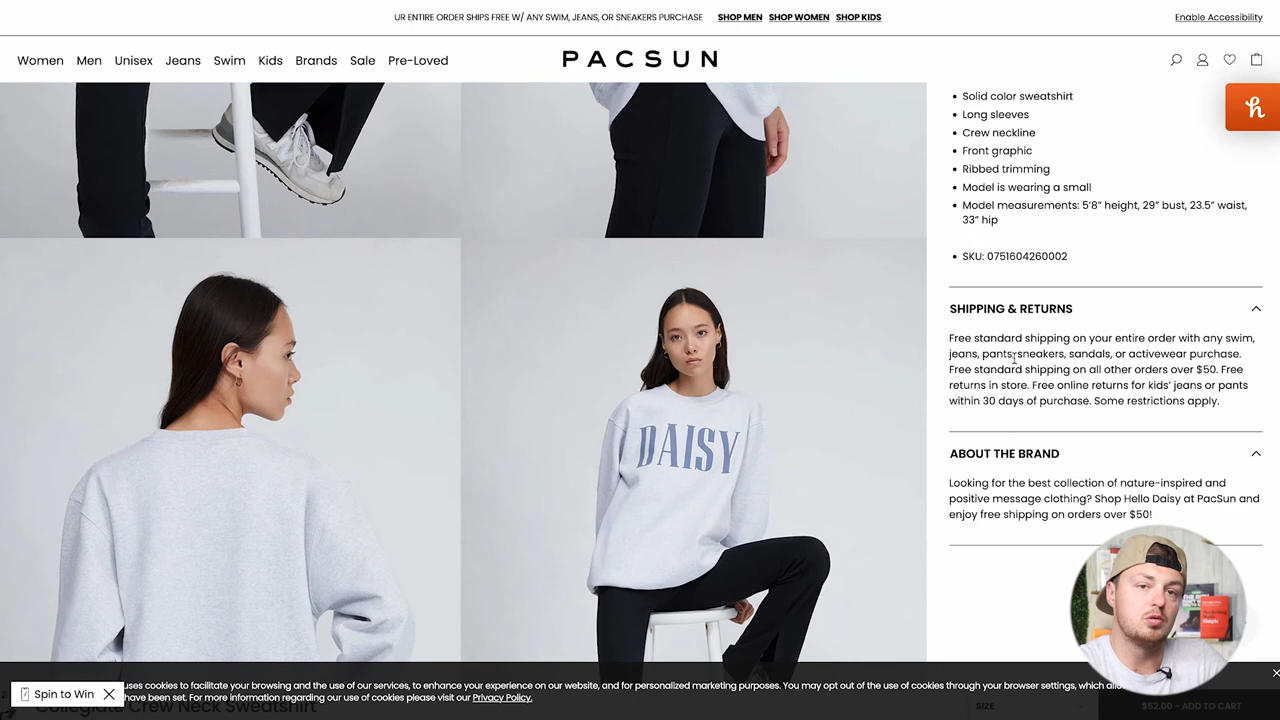 UR ENTIRE ORDER SHIPS FREE W/ ANY SWIM, JEANS, OR SNEAKERS PURCHASE SHOP MEN SHOP WOMEN SHOP KIDS
Enable Accessibility
Women Men Unisex Jeans Swim Kids Brands Sale Pre-Loved
PACSUN
• Solid color sweatshirt
• Long sleeves
• Crew neckline
• Front graphic
• Ribbed trimming
• Model is wearing a small
• Model measurements: 5’8” height, 29” bust, 23.5” waist,
33” hip
• SKU: 0751604260002
SHIPPING & RETURNS
Free standard shipping on your entire order with any swim,
jeans, pants, sneakers, sandals, or activewear purchase.
Free standard shipping on all other orders over $50. Free
returns in store. Free online returns for kids’ jeans or pants
within 30 days of purchase. Some restrictions apply.
ABOUT THE BRAND
Looking for the best collection of nature-inspired and
positive message clothing? Shop Hello Daisy at PacSun and
enjoy free shipping on orders over $50!
DAISY
Spin to Win
uses cookies to facilitate your browsing and the use of our services, to enhance your experience on our website, and for personalized marketing purposes. You may opt out of the use of cookies through your browser settings, which
have been set. For more information regarding our use of cookies please visit our Privacy Policy.
Collegiate Crew Neck Sweatshirt
SIZE
$52.00 - ADD TO CART